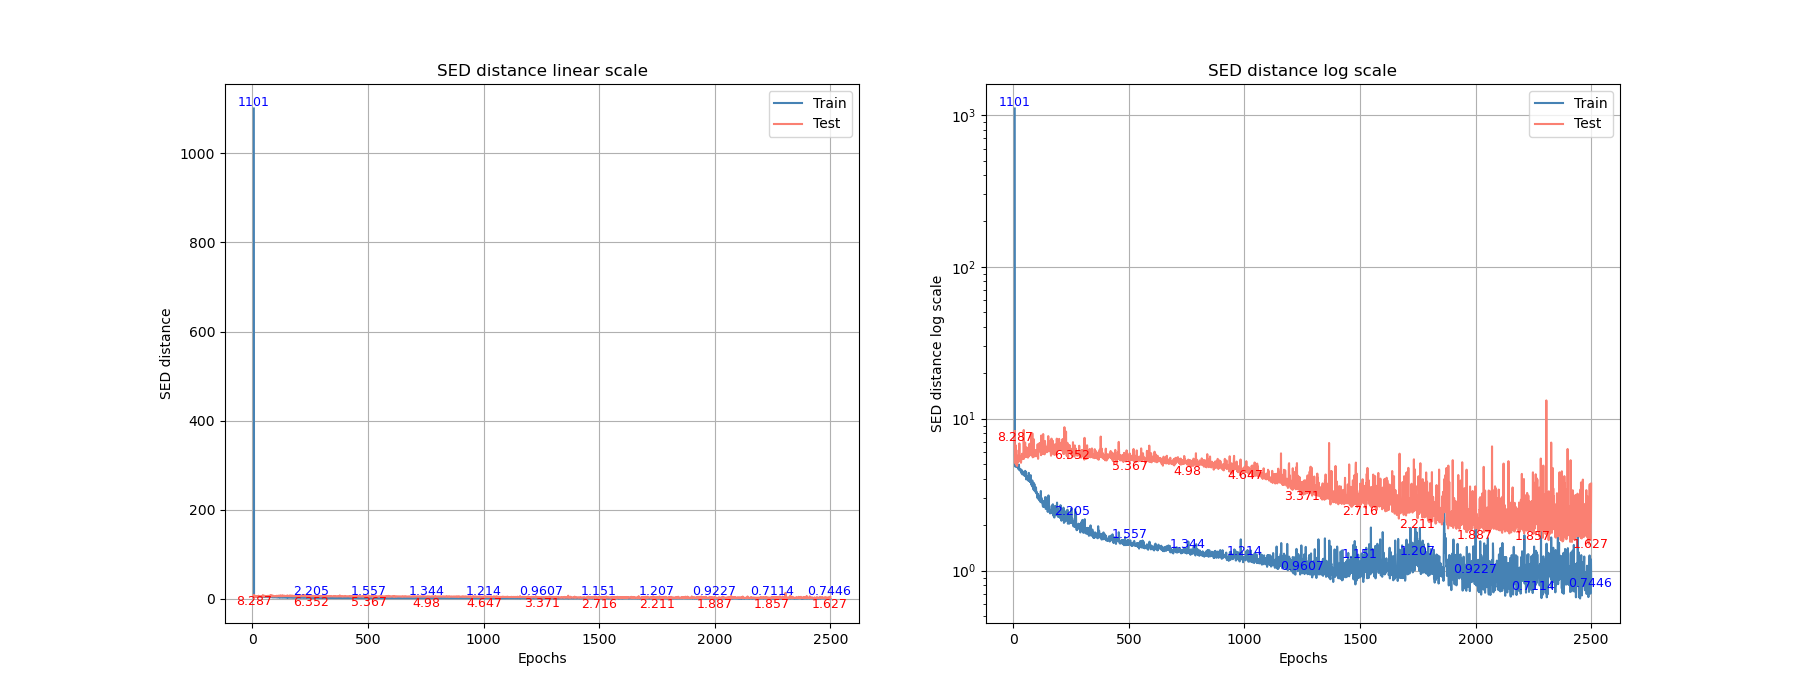 SED distance linear scale
1101
Train
Test
1000
800
600
400
200
0
SED distance
2.205 1.557 1.344 1.214 0.9607 1.151 1.207 0.9227 0.7114 0.7446
8.287 6.352 5.367 4.98 4.647 3.371 2.716 2.211 1.887 1.857 1.627
0 500 1000 1500 2000 2500
Epochs
SED distance log scale
1101
Train
Test
10³
10²
10¹
10⁰
SED distance log scale
8.287 6.352 5.367 4.98 4.647 3.371 2.716 2.211 1.887 1.857 1.627
2.205 1.557 1.344 1.214 0.9607 1.151 1.207 0.9227 0.7114 0.7446
0 500 1000 1500 2000 2500
Epochs